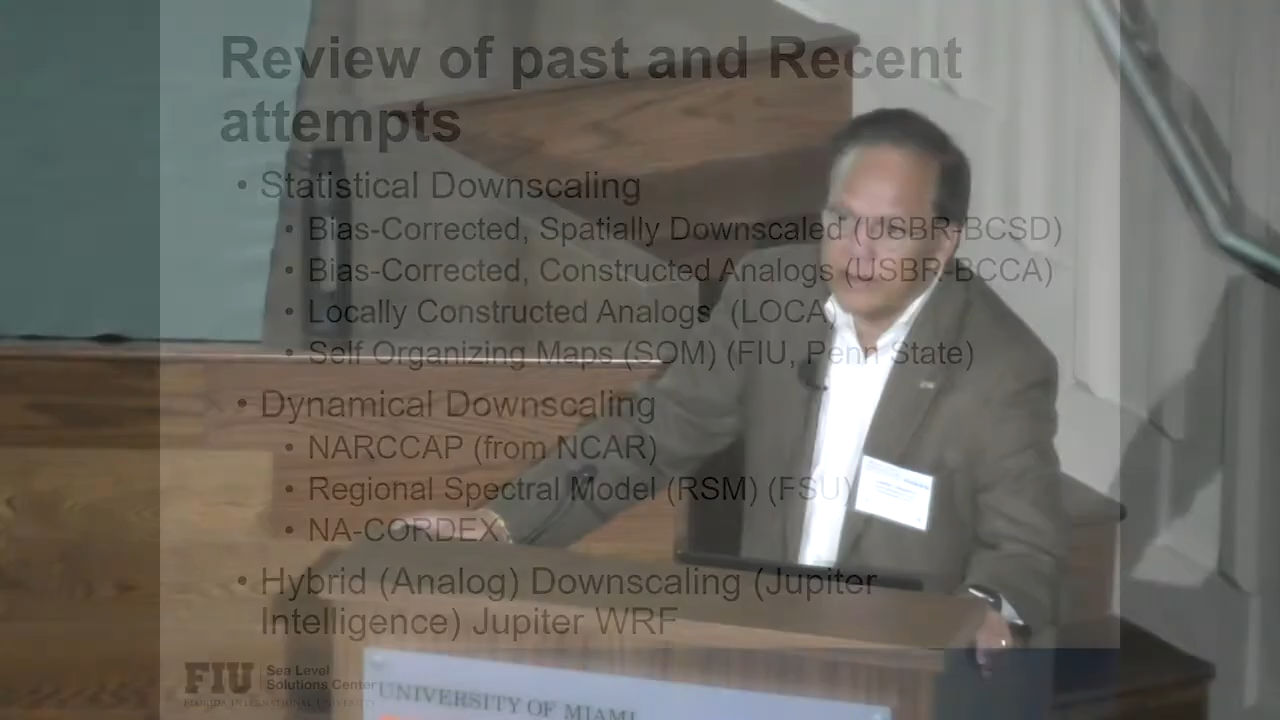 Review of past and Recent
attempts
• Statistical Downscaling
• Bias-Corrected, Spatially Downscaled (USBR-BCSD)
• Bias-Corrected, Constructed Analogs (USBR-BCCA)
• Locally Constructed Analogs (LOCA)
• Self Organizing Maps (SOM) (FIU, Penn State)
• Dynamical Downscaling
• NARCCAP (from NCAR)
• Regional Spectral Model (RSM) (FSU)
• NA-CORDEX
• Hybrid (Analog) Downscaling (Jupiter
Intelligence) Jupiter WRF
FIU
Sea Level
Solutions Center
FLORIDA INTERNATIONAL UNIVERSITY
UNIVERSITY OF MIAMI